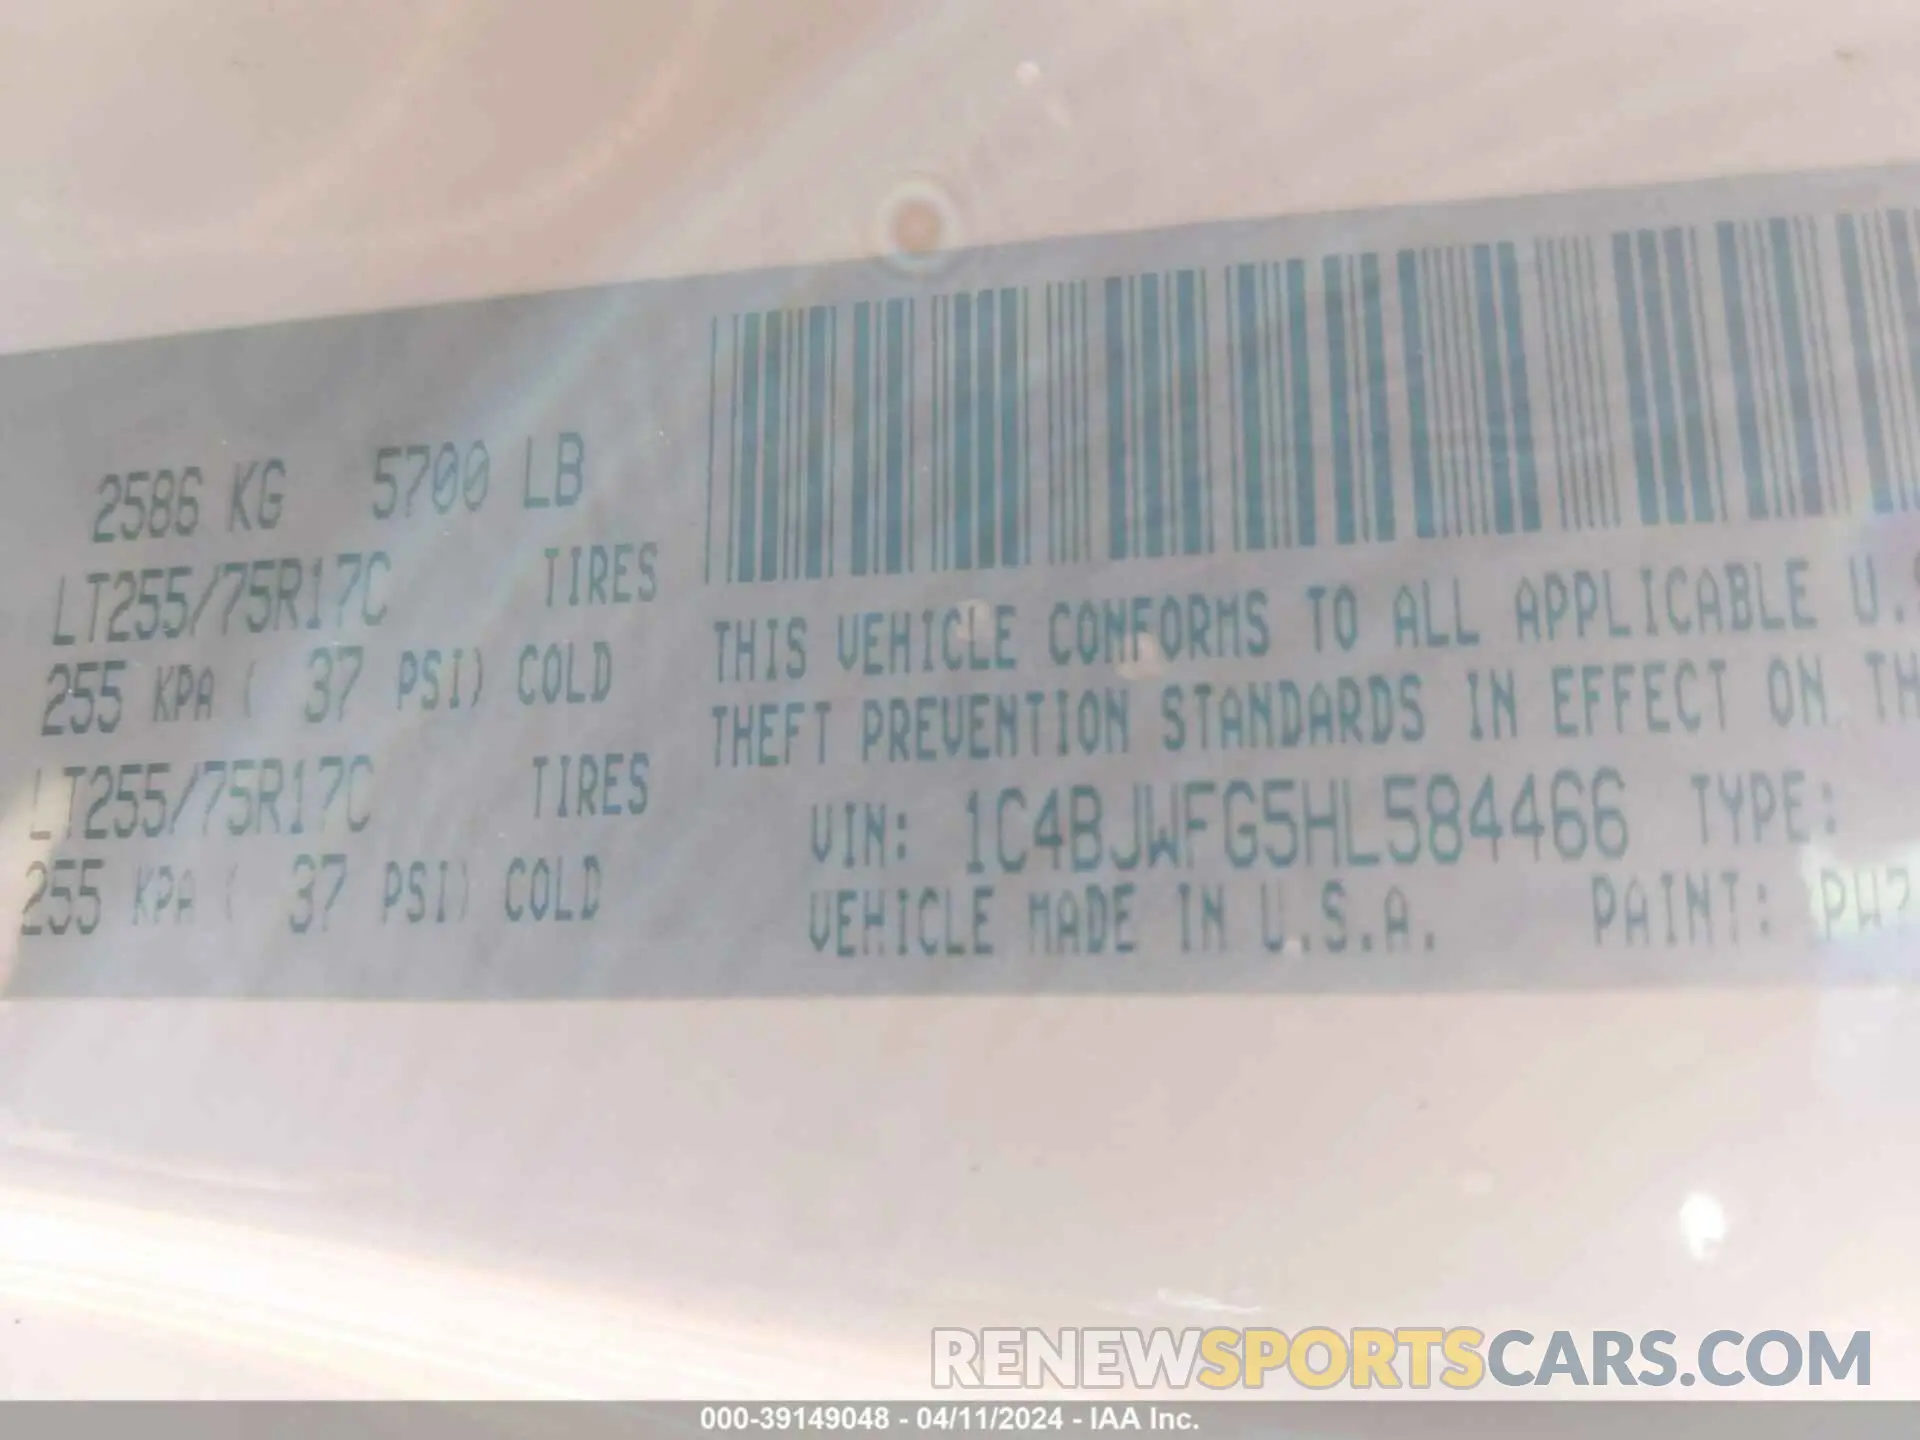 2586 KG 5700 LB
LT255/75R17C TIRES
255 KPA ( 37 PSI) COLD
LT255/75R17C TIRES
255 KPA ( 37 PSI) COLD
THIS VEHICLE CONFORMS TO ALL APPLICABLE U.S
THEFT PREVENTION STANDARDS IN EFFECT ON TH
VIN: 1C4BJWFG5HL584466 TYPE:
VEHICLE MADE IN U.S.A. PAINT: PW7
RENEWSPORTSCARS.COM
000-39149048 - 04/11/2024 - IAA Inc.